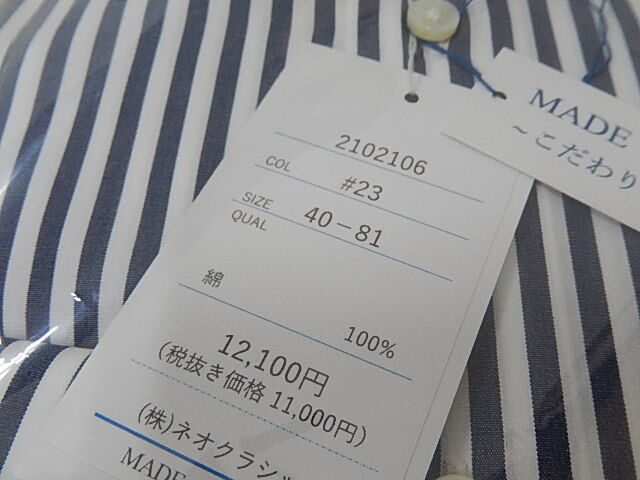 2102106
COL #23
SIZE 40-81
QUAL
綿
100%
12,100円
(税抜き価格 11,000円)
(株)ネオクラシ
MADE
MADE
～こだわり